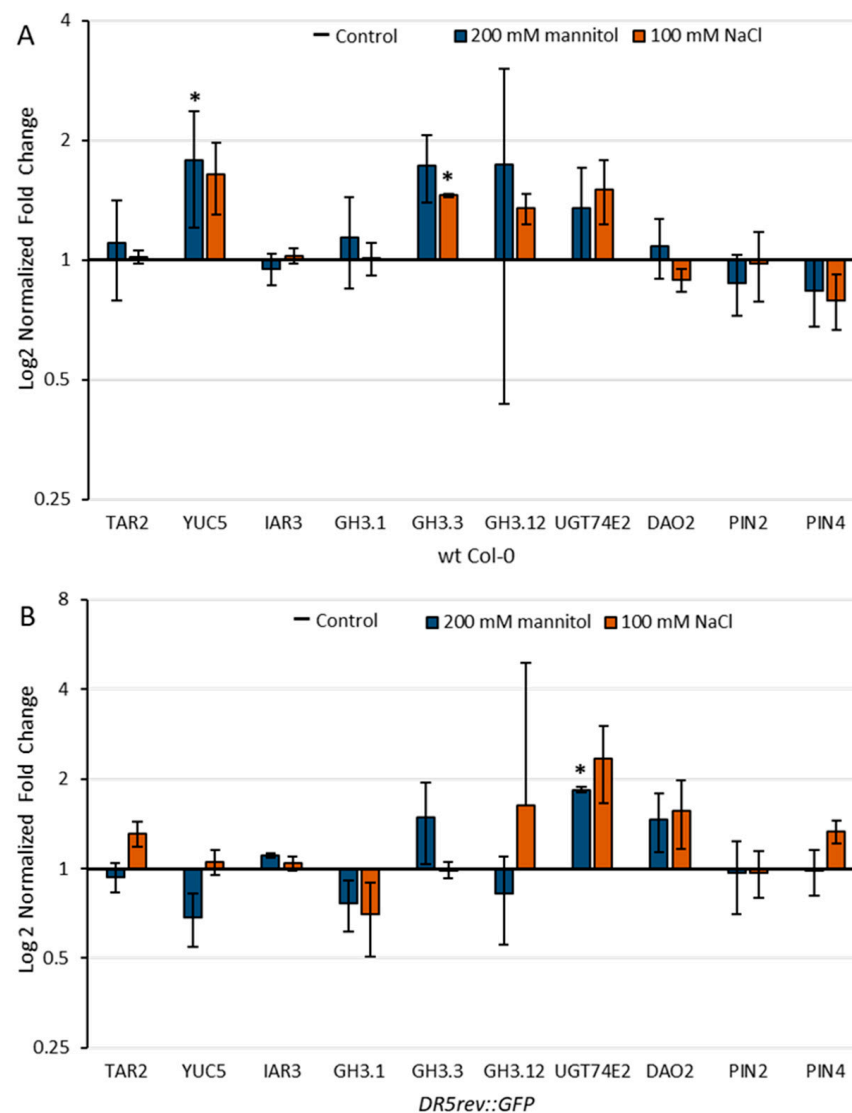 A
Control 200 mM mannitol 100 mM NaCl
Log2 Normalized Fold Change
4
2
1
0.5
0.25
*
*
TAR2 YUC5 IAR3 GH3.1 GH3.3 GH3.12 UGT74E2 DAO2 PIN2 PIN4
wt Col-0
B
Control 200 mM mannitol 100 mM NaCl
Log2 Normalized Fold Change
8
4
2
1
0.5
0.25
*
TAR2 YUC5 IAR3 GH3.1 GH3.3 GH3.12 UGT74E2 DAO2 PIN2 PIN4
DR5rev::GFP